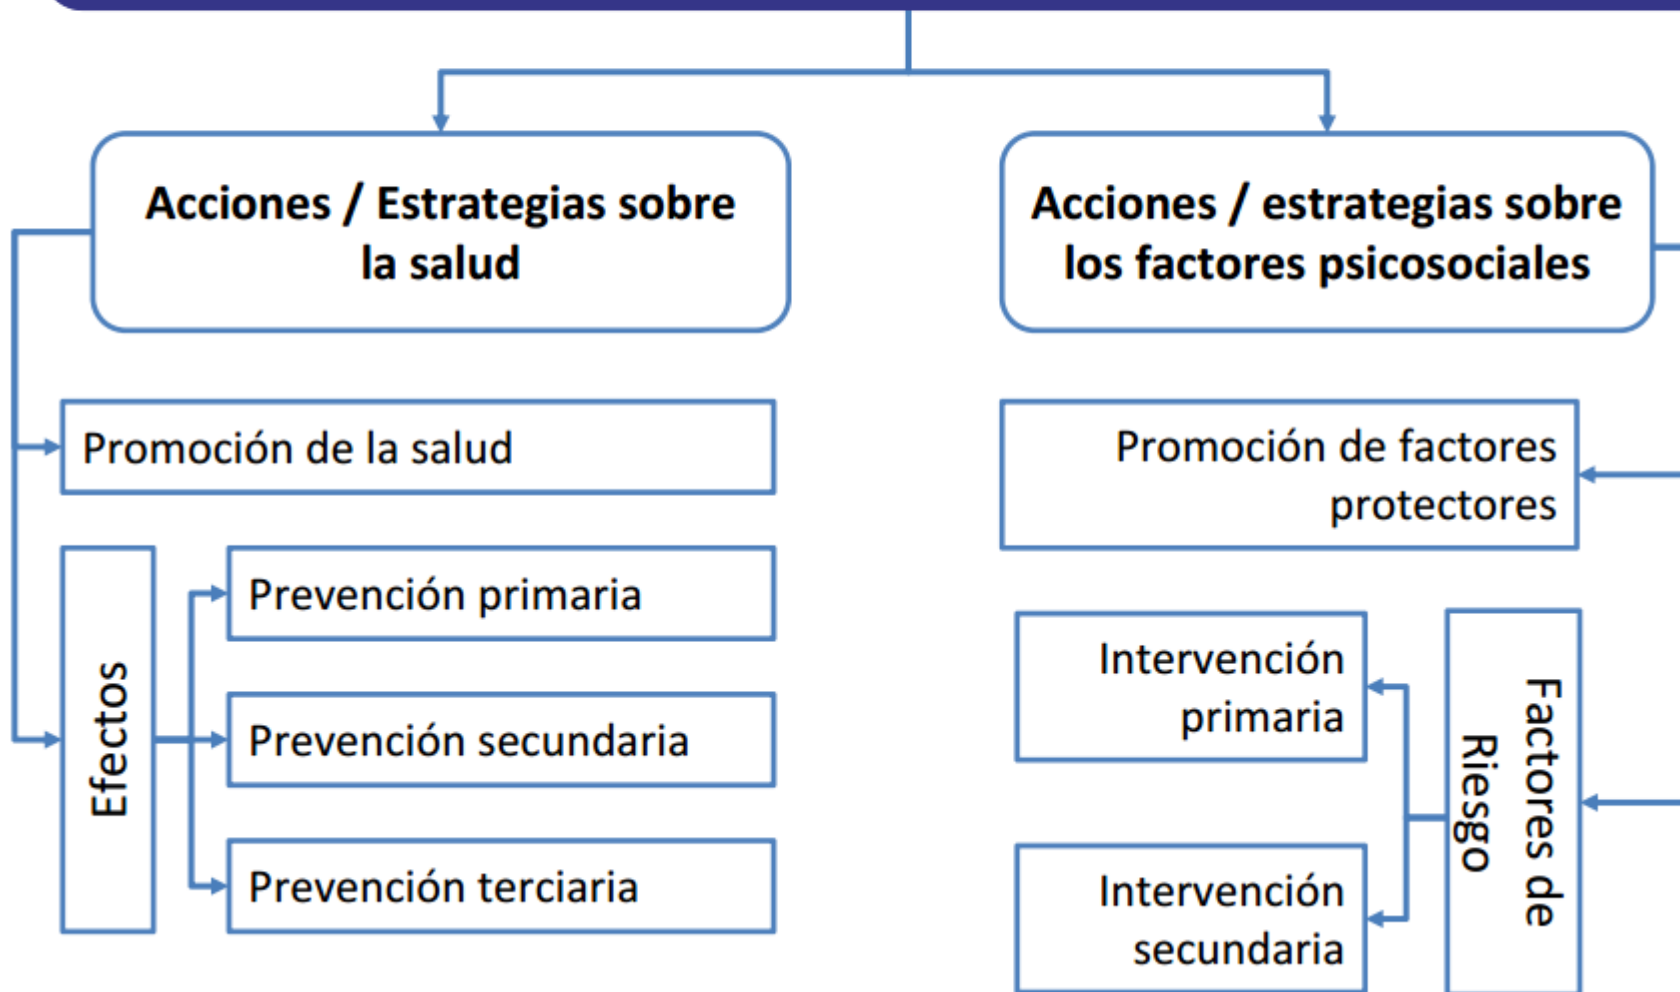 Acciones / Estrategias sobre
la salud
Promoción de la salud
Efectos
Prevención primaria
Prevención secundaria
Prevención terciaria
Acciones / estrategias sobre
los factores psicosociales
Promoción de factores
protectores
Factores de
Riesgo
Intervención
primaria
Intervención
secundaria